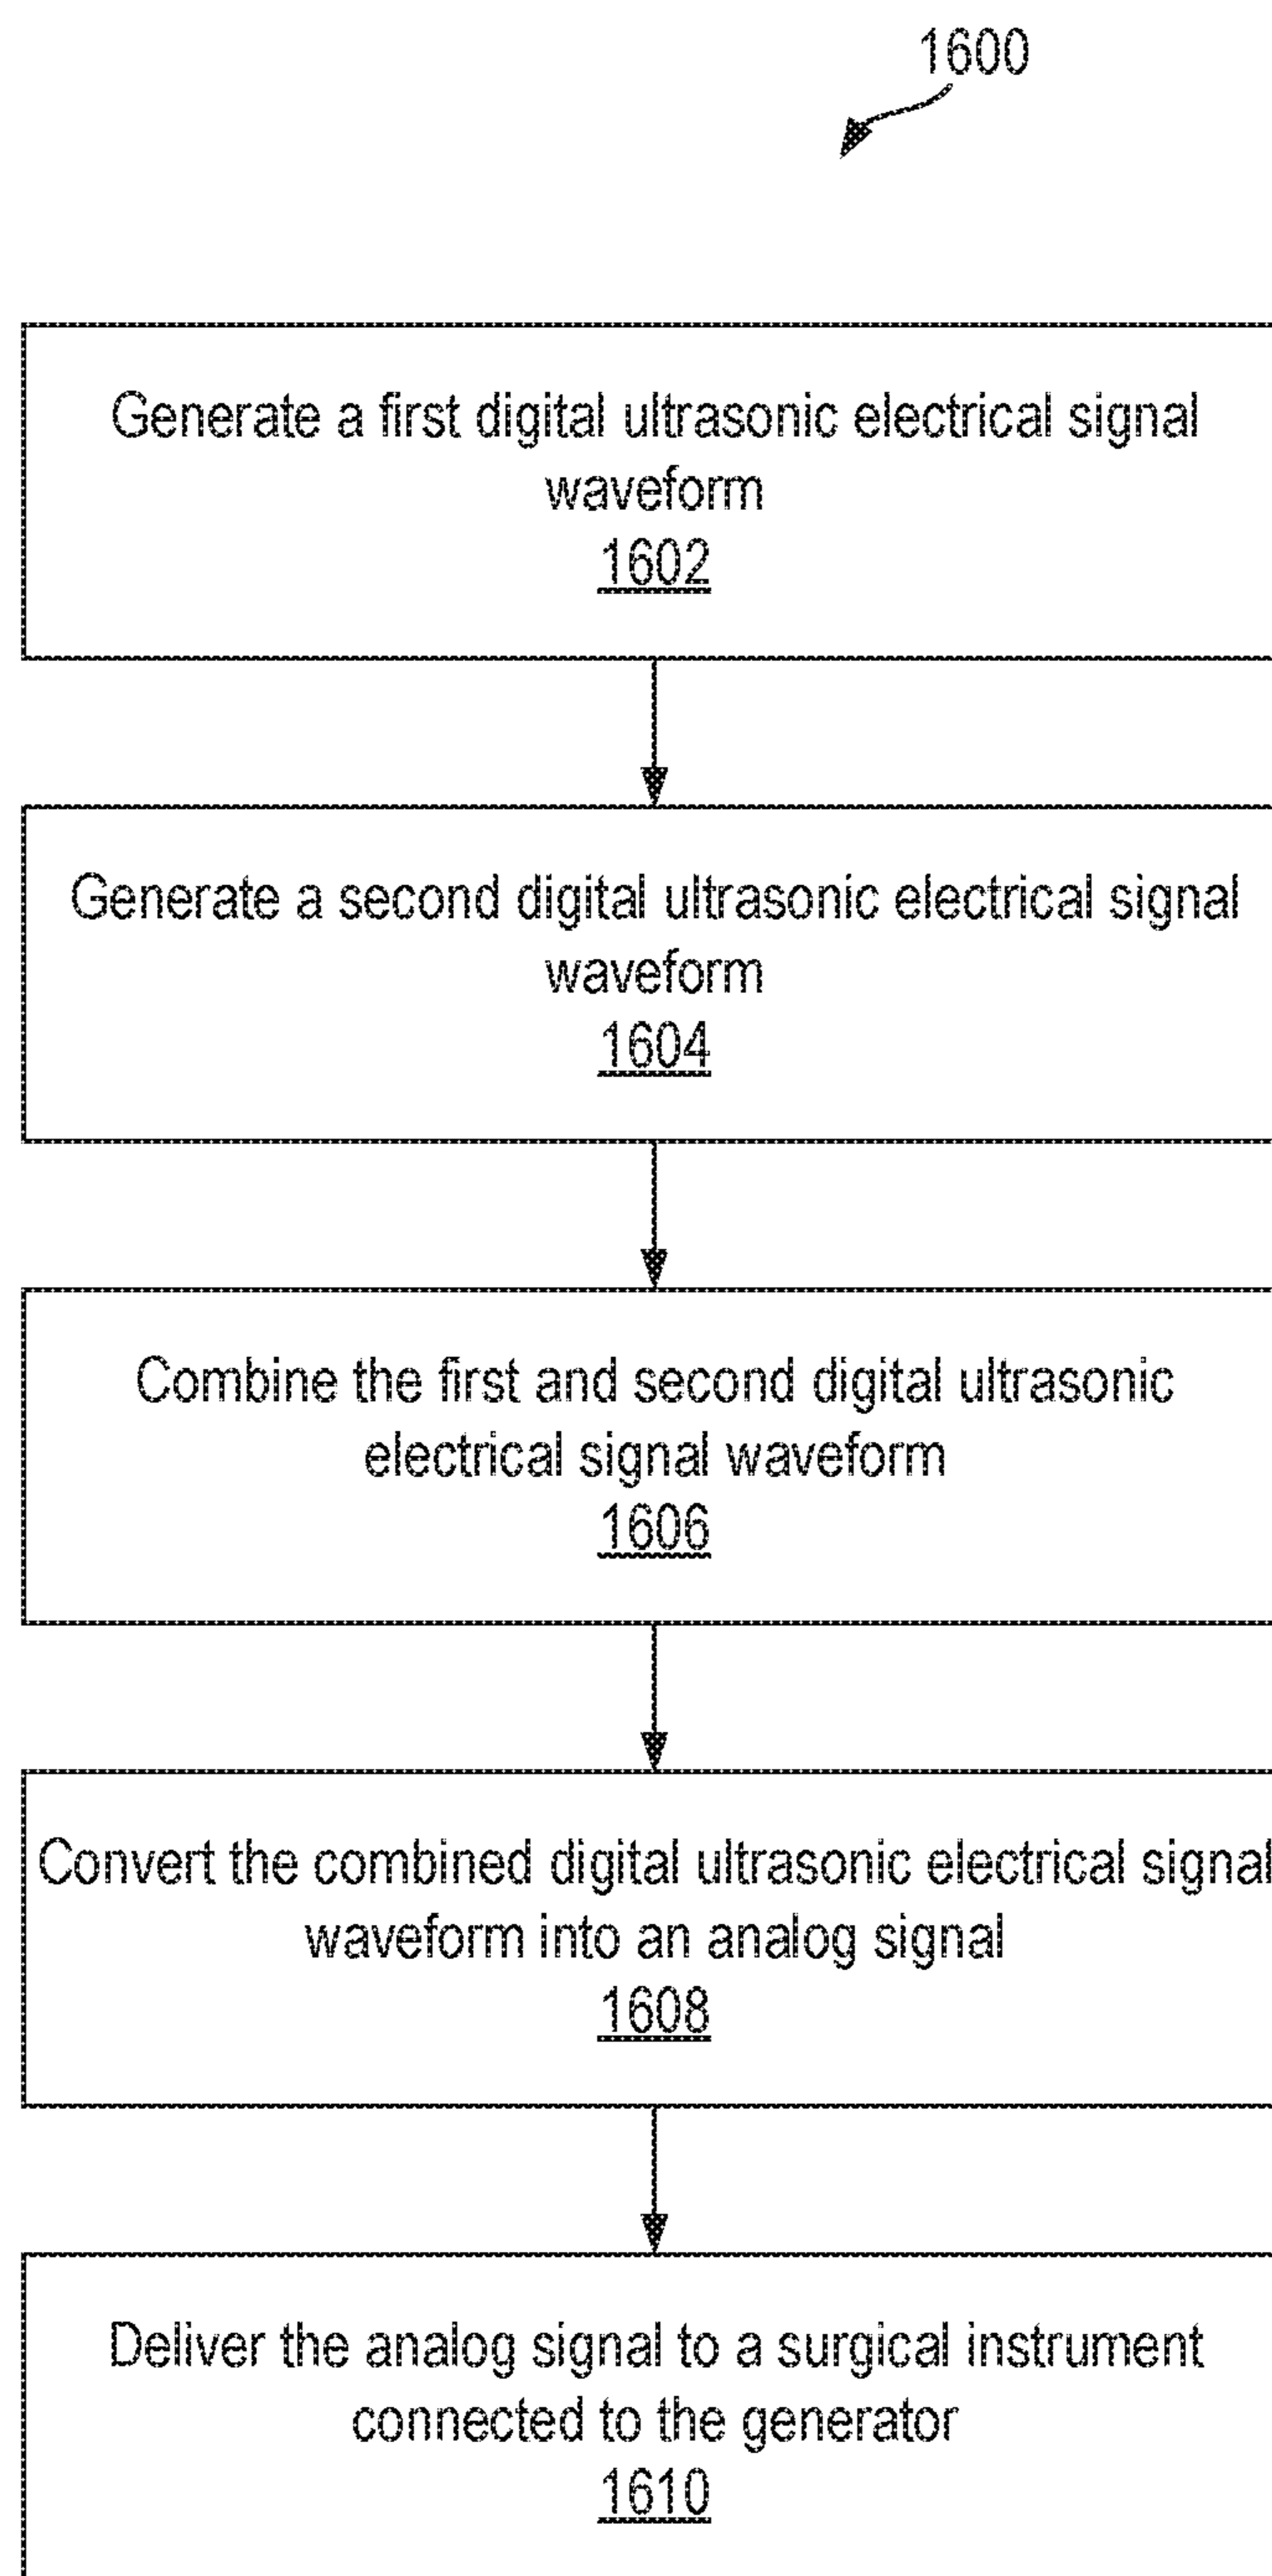 1600
Generate a first digital ultrasonic electrical signal
waveform
1602
Generate a second digital ultrasonic electrical signal
waveform
1604
Combine the first and second digital ultrasonic
electrical signal waveform
1606
Convert the combined digital ultrasonic electrical signal
waveform into an analog signal
1608
Deliver the analog signal to a surgical instrument
connected to the generator
1610